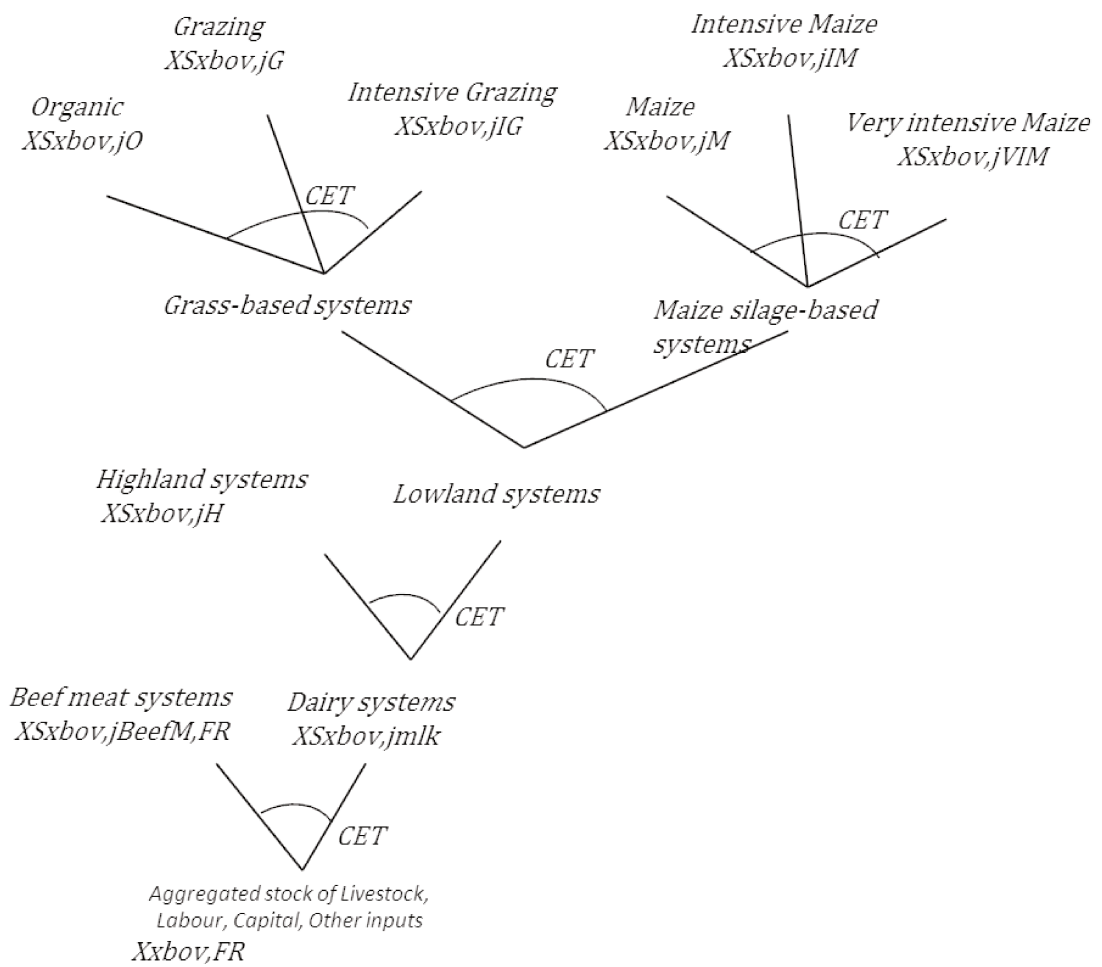 Grazing
XSxbov,jG
Intensive Maize
XSxbov,jIM
Organic
XSxbov,jO
Intensive Grazing
XSxbov,jIG
Maize
XSxbov,jM
Very intensive Maize
XSxbov,jVIM
CET
CET
Grass-based systems
Maize silage-based
systems
CET
Highland systems
XSxbov,jH
Lowland systems
CET
Beef meat systems
XSxbov,jBeefM,FR
Dairy systems
XSxbov,jmlk
CET
Aggregated stock of Livestock,
Labour, Capital, Other inputs
Xxbov,FR